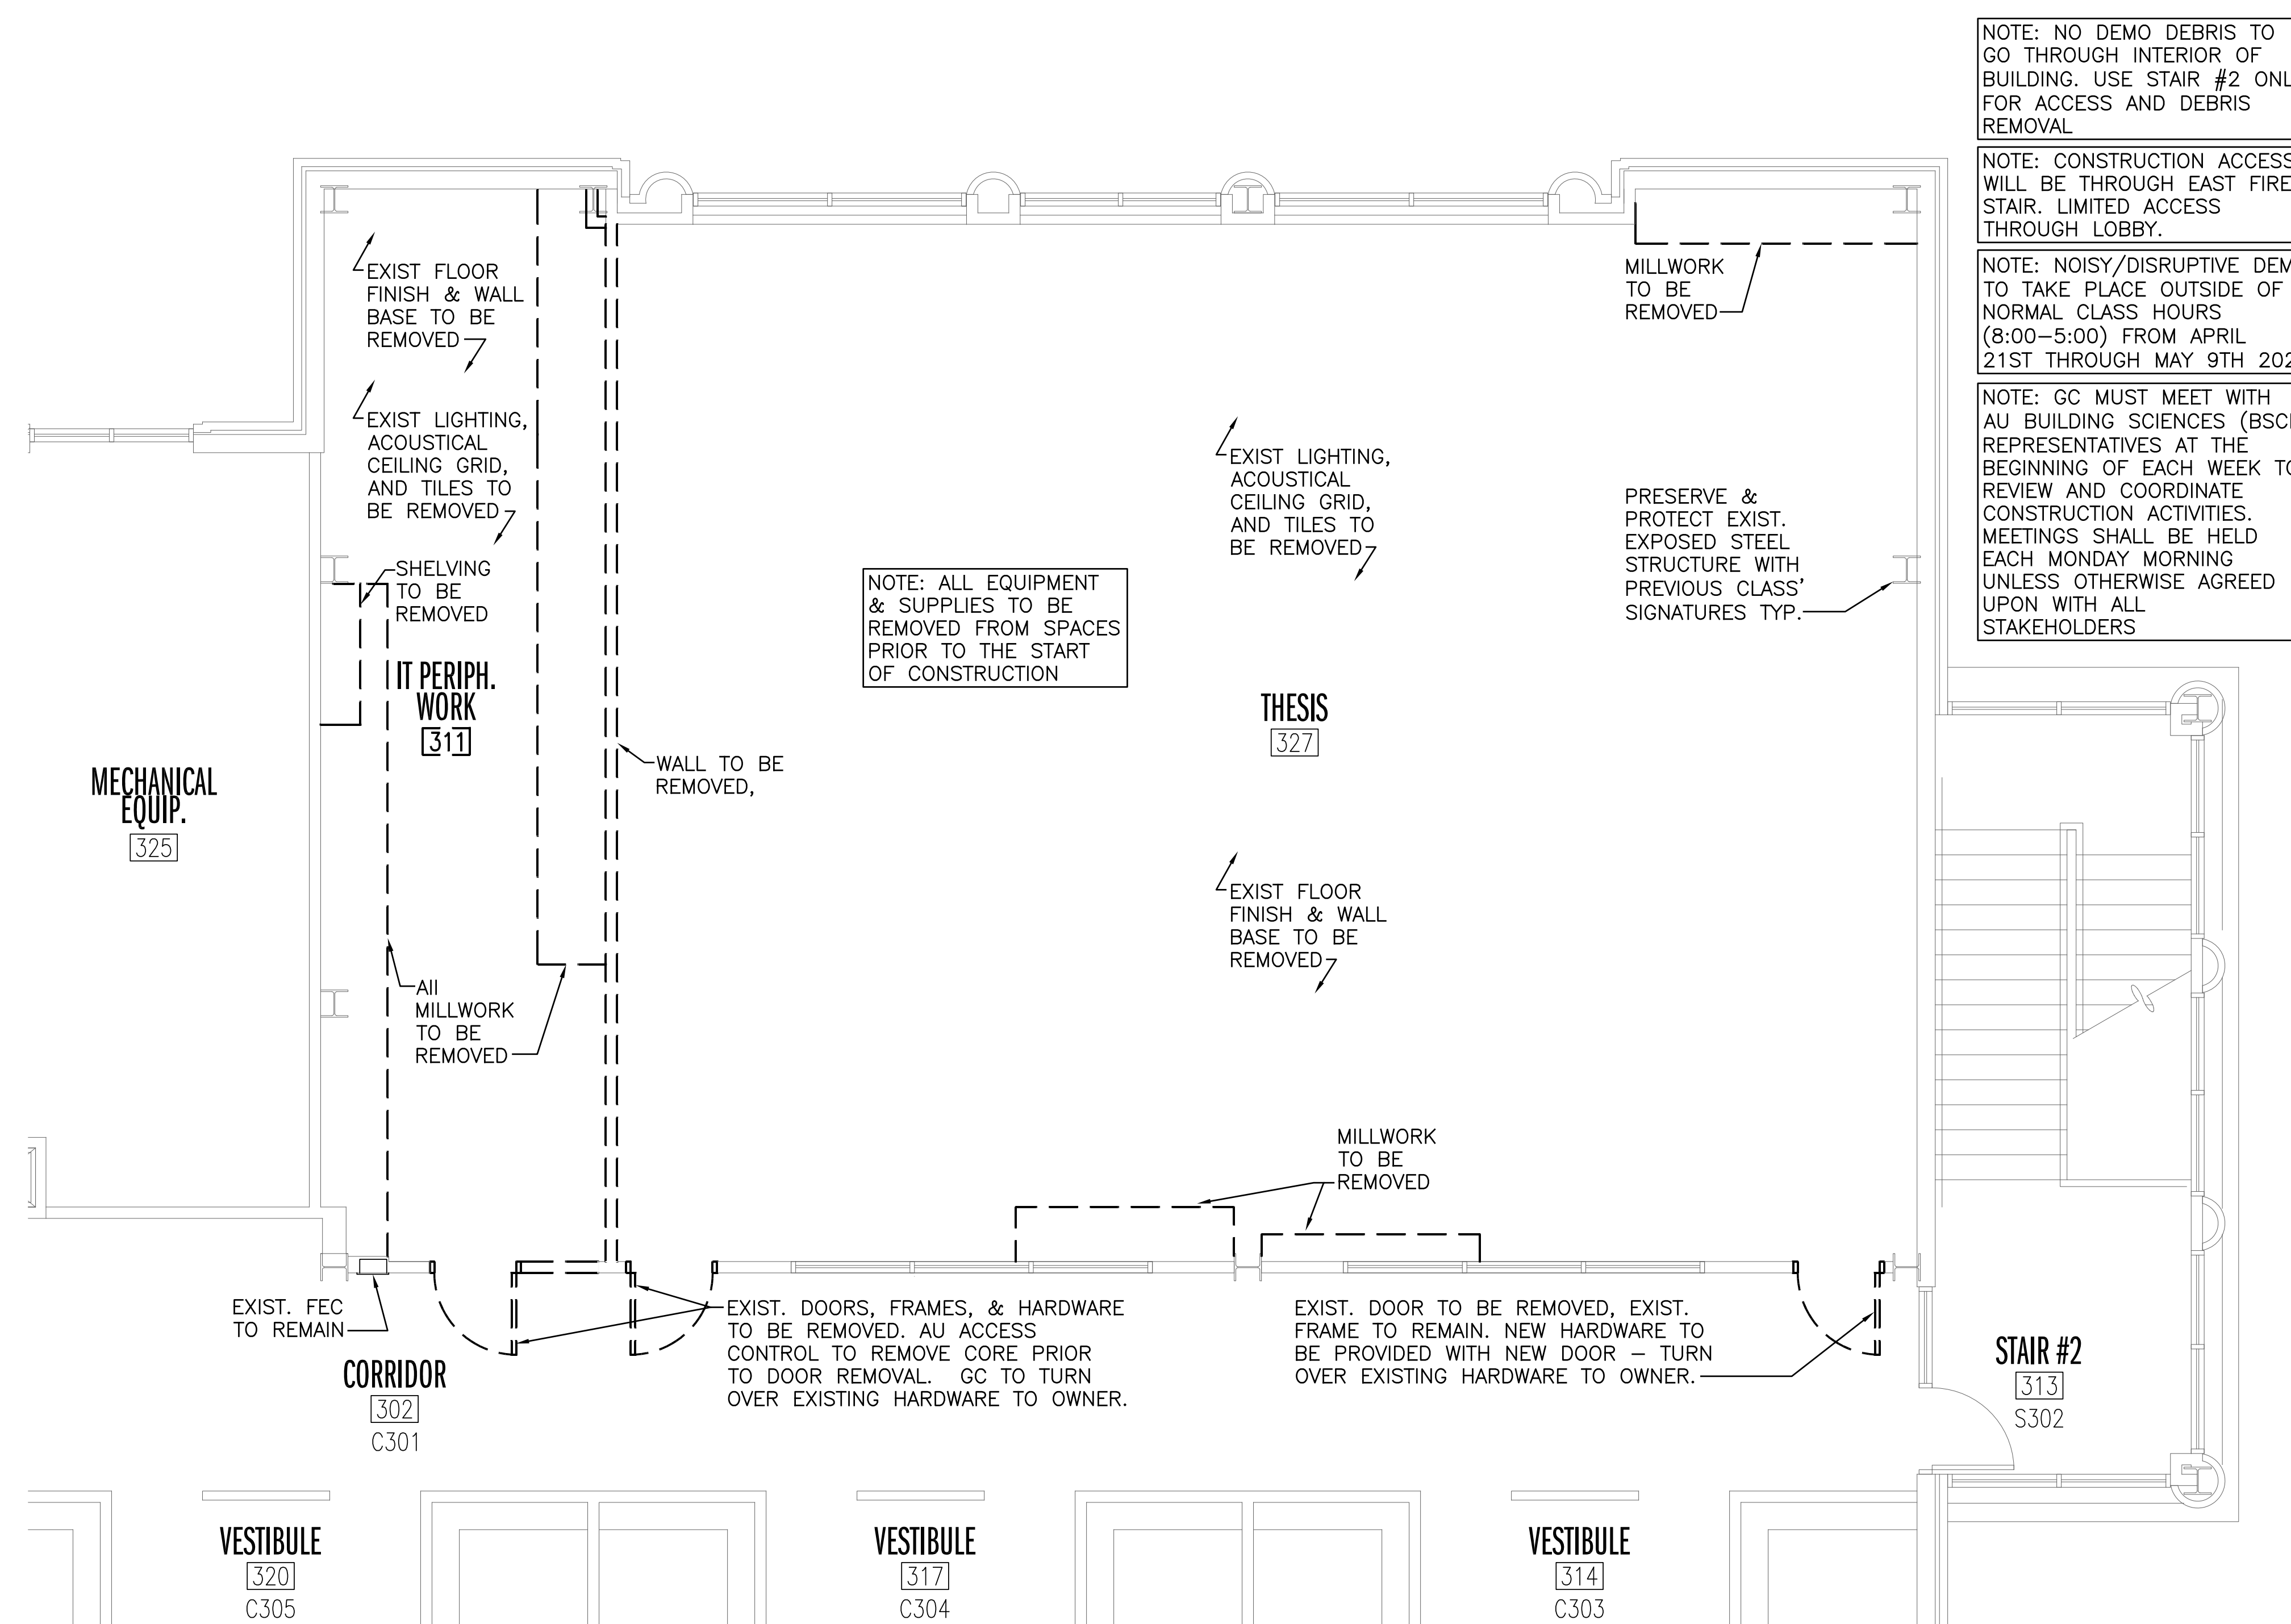 NOTE: NO DEMO DEBRIS TO
GO THROUGH INTERIOR OF
BUILDING. USE STAIR #2
FOR ACCESS AND DEBRIS
REMOVAL
NOTE: CONSTRUCTION ACCESS
WILL BE THROUGH EAST FIRE
STAIR. LIMITED ACCESS
THROUGH LOBBY.
NOTE: NOISY/DISRUPTIVE
TO TAKE PLACE OUTSIDE OF
NORMAL CLASS HOURS
(8:00-5:00) FROM APRIL
21ST THROUGH MAY 9TH
NOTE: GC MUST MEET WITH
AU BUILDING SCIENCES
REPRESENTATIVES AT THE
BEGINNING OF EACH WEEK TO
REVIEW AND COORDINATE
CONSTRUCTION ACTIVITIES.
MEETINGS SHALL BE HELD
EACH MONDAY MORNING
UNLESS OTHERWISE AGREED
UPON WITH ALL
STAKEHOLDERS
EXIST FLOOR
FINISH & WALL
BASE TO BE
REMOVED
EXIST LIGHTING,
ACOUSTICAL
CEILING GRID,
AND TILES TO
BE REMOVED
SHELVING
TO BE
REMOVED
IT PERIPH.
WORK
311
MECHANICAL
EQUIP.
325
All
MILLWORK
TO BE
REMOVED
WALL TO BE
REMOVED,
NOTE: ALL EQUIPMENT
& SUPPLIES TO BE
REMOVED FROM SPACES
PRIOR TO THE START
OF CONSTRUCTION
EXIST LIGHTING,
ACOUSTICAL
CEILING GRID,
AND TILES TO
BE REMOVED
THESIS
327
EXIST FLOOR
FINISH & WALL
BASE TO BE
REMOVED
MILLWORK
TO BE
REMOVED
PRESERVE &
PROTECT EXIST.
EXPOSED STEEL
STRUCTURE WITH
PREVIOUS CLASS'
SIGNATURES TYP.
MILLWORK
TO BE
REMOVED
EXIST. FEC
TO REMAIN
EXIST. DOORS, FRAMES, & HARDWARE
TO BE REMOVED. AU ACCESS
CONTROL TO REMOVE CORE PRIOR
TO DOOR REMOVAL. GC TO TURN
OVER EXISTING HARDWARE TO OWNER.
EXIST. DOOR TO BE REMOVED, EXIST.
FRAME TO REMAIN. NEW HARDWARE TO
BE PROVIDED WITH NEW DOOR – TURN
OVER EXISTING HARDWARE TO OWNER.
CORRIDOR
302
C301
STAIR #2
313
S302
VESTIBULE
320
C305
VESTIBULE
317
C304
VESTIBULE
314
C303